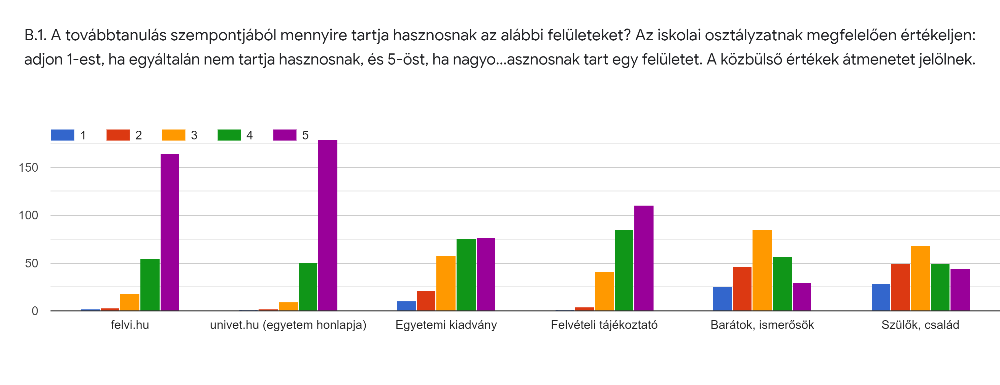 B.1. A továbbtanulás szempontjából mennyire tartja hasznosnak az alábbi felületeket? Az iskolai osztályzatnak megfelelően értékeljen:
adjon 1-est, ha egyáltalán nem tartja hasznosnak, és 5-öst, ha nagyo...asznosnak tart egy felületet. A közbülső értékek átmenetet jelölnek.
1 2 3 4 5
150
100
50
0
felvi.hu univet.hu (egyetem honlapja) Egyetemi kiadvány Felvételi tájékoztató Barátok, ismerősök Szülők, család